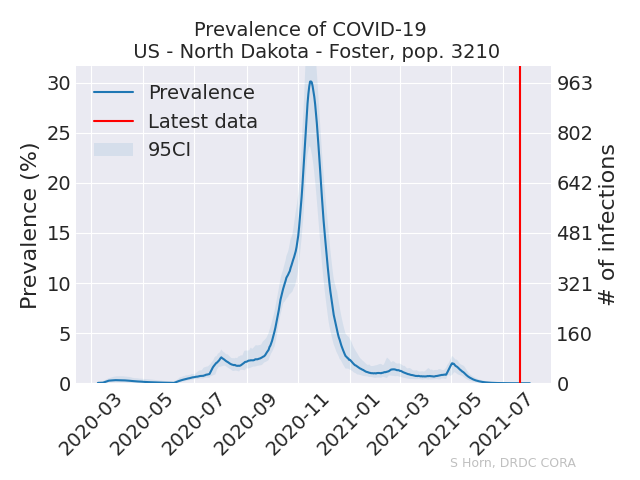 Prevalence of COVID-19
US - North Dakota - Foster, pop. 3210
Prevalence
Latest data
95CI
Prevalence (%)
30
25
20
15
10
5
0
963
802
642
481
321
160
0
# of infections
2020-03
2020-05
2020-07
2020-09
2020-11
2021-01
2021-03
2021-05
2021-07
S Horn, DRDC CORA